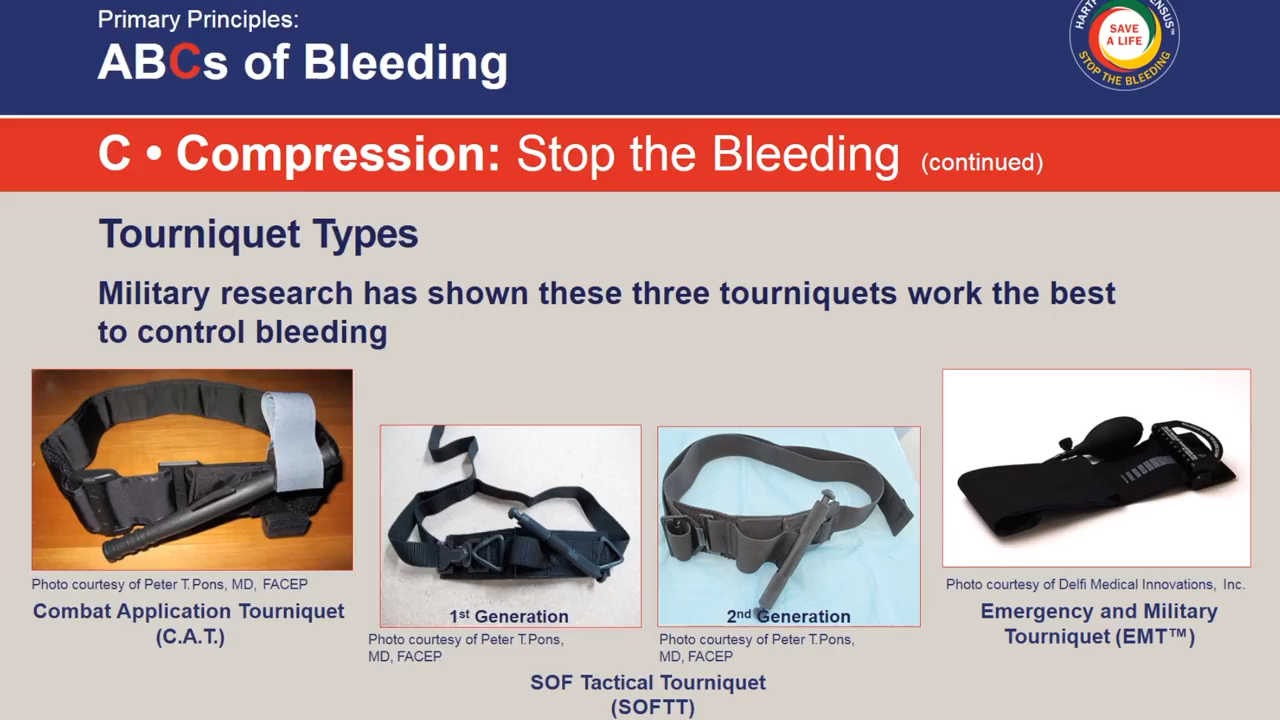 Primary Principles:
ABCs of Bleeding
SAVE
A LIFE
STOP THE BLEEDING
C • Compression: Stop the Bleeding (continued)
Tourniquet Types
Military research has shown these three tourniquets work the best
to control bleeding
Photo courtesy of Peter T.Pons, MD, FACEP
Combat Application Tourniquet
(C.A.T.)
1st Generation
Photo courtesy of Peter T.Pons,
MD, FACEP
2nd Generation
Photo courtesy of Peter T.Pons,
MD, FACEP
SOF Tactical Tourniquet
(SOFTT)
Photo courtesy of Delfi Medical Innovations, Inc.
Emergency and Military
Tourniquet (EMT™)